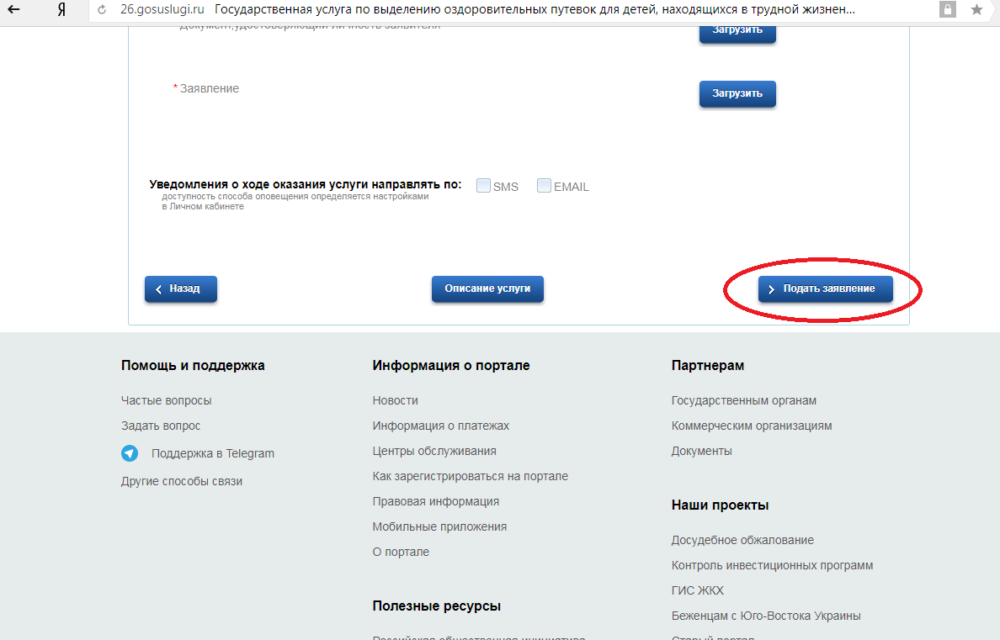 Я 26.gosuslugi.ru Государственная услуга по выделению оздоровительных путевок для детей, находящихся в трудной жизнен...
Документ,удостоверяющий личность заявителя Загрузить
* Заявление Загрузить
Уведомления о ходе оказания услуги направлять по: SMS EMAIL
доступность способа оповещения определяется настройками
в Личном кабинете
Назад Описание услуги Подать заявление
Помощь и поддержка
Частые вопросы
Задать вопрос
Поддержка в Telegram
Другие способы связи
Информация о портале
Новости
Информация о платежах
Центры обслуживания
Как зарегистрироваться на портале
Правовая информация
Мобильные приложения
О портале
Полезные ресурсы
Российская общественная инициатива
Партнерам
Государственным органам
Коммерческим организациям
Документы
Наши проекты
Досудебное обжалование
Контроль инвестиционных программ
ГИС ЖКХ
Беженцам с Юго-Востока Украины
Старый портал